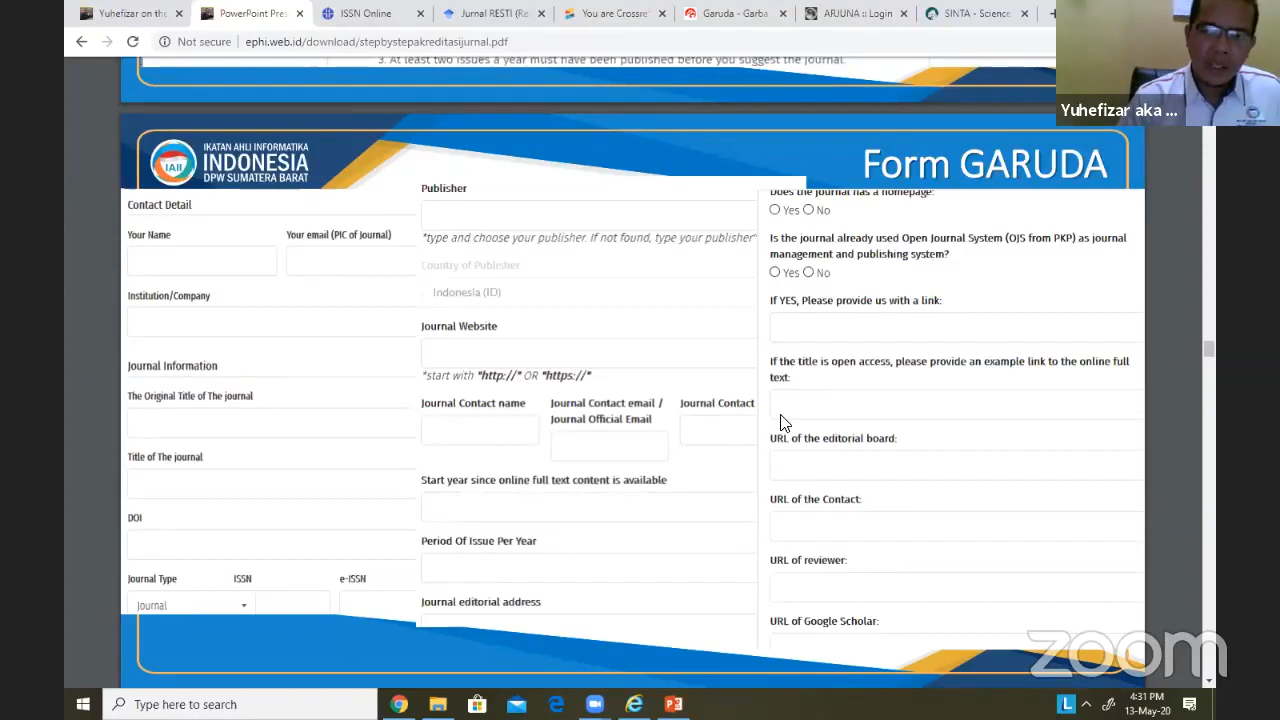 Yuhefizar on the
PowerPoint Pres
ISSN Online
Jurnal RESTI (Re
You are Crossre
Garuda - Garba
ARJUNA :: Login
SINTA - Science
Not secure
ephi.web.id/download/stepbystepakreditasijurnal.pdf
Yuhefizar aka ...
3. At least two issues a year must have been published before you suggest the journal.
IAII
IKATAN AHLI INFORMATIKA
INDONESIA
DPW SUMATERA BARAT
Form GARUDA
Contact Detail
Your Name
Your email (PIC of Journal)
Institution/Company
Journal Information
The Original Title of The journal
Title of The journal
DOI
Journal Type
ISSN
e-ISSN
Journal
Publisher
*type and choose your publisher. If not found, type your publisher"
Country of Publisher
Indonesia (ID)
Journal Website
*start with "http://" OR "https://"
Journal Contact name
Journal Contact email /
Journal Official Email
Journal Contact
Start year since online full text content is available
Period Of Issue Per Year
Journal editorial address
Does the journal has a homepage:
Yes No
Is the journal already used Open Journal System (OJS from PKP) as journal
management and publishing system?
Yes No
If YES, Please provide us with a link:
If the title is open access, please provide an example link to the online full
text:
URL of the editorial board:
URL of the Contact:
URL of reviewer:
URL of Google Scholar:
zoom
Type here to search
L
4:31 PM
13-May-20